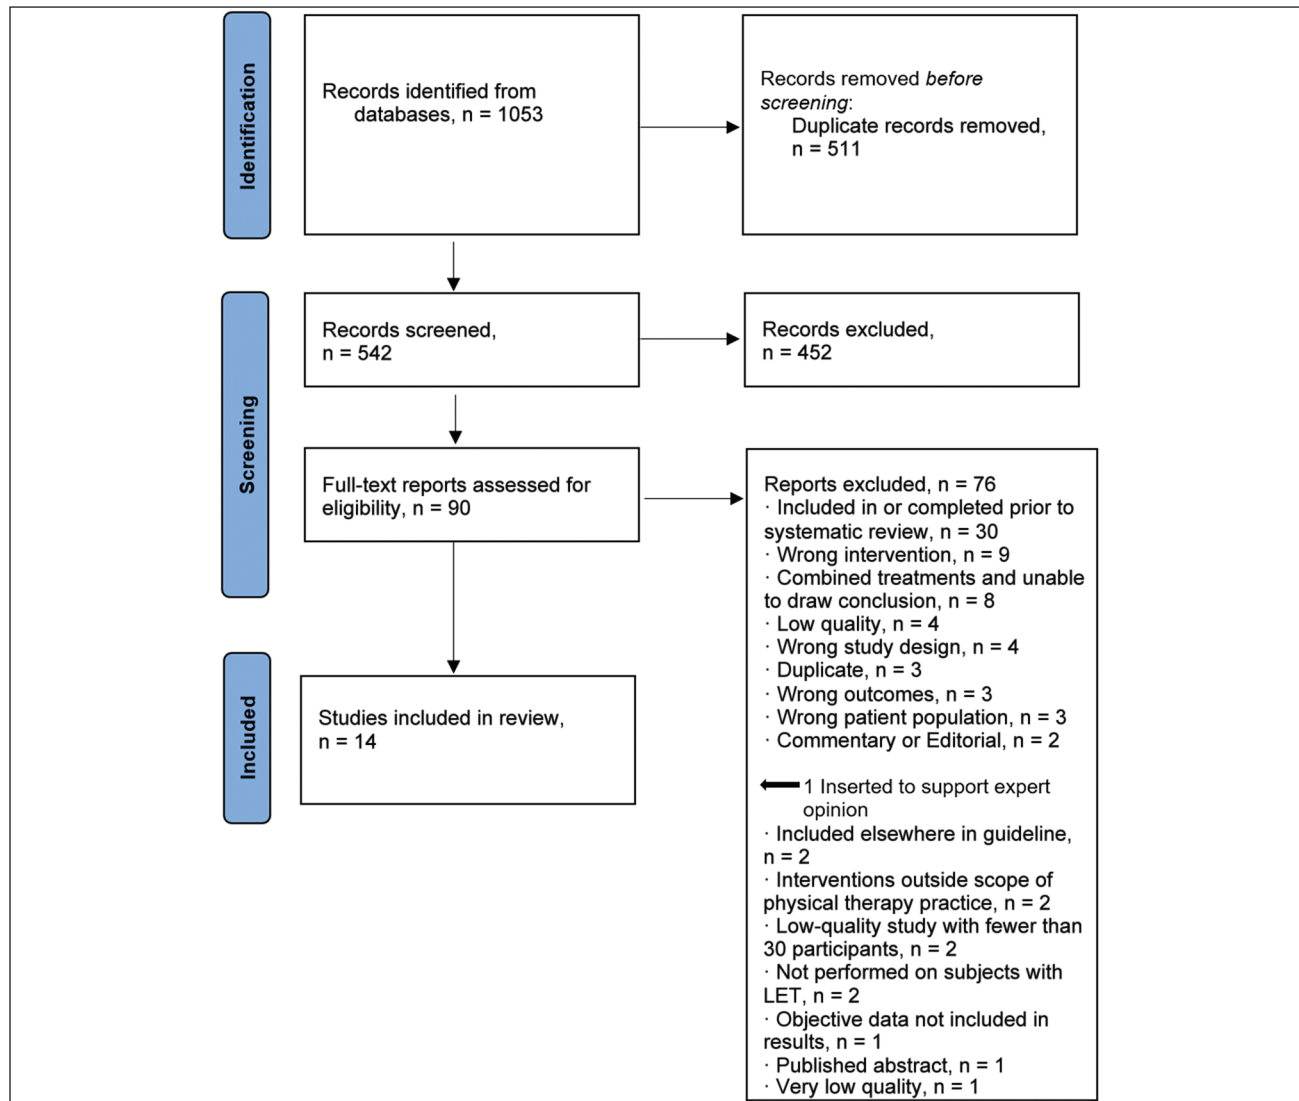 Identification
Records identified from
databases, n = 1053
Records removed before
screening:
Duplicate records removed,
n = 511
Screening
Records screened,
n = 542
Records excluded,
n = 452
Full-text reports assessed for
eligibility, n = 90
Reports excluded, n = 76
· Included in or completed prior to
systematic review, n = 30
· Wrong intervention, n = 9
· Combined treatments and unable
to draw conclusion, n = 8
· Low quality, n = 4
· Wrong study design, n = 4
· Duplicate, n = 3
· Wrong outcomes, n = 3
· Wrong patient population, n = 3
· Commentary or Editorial, n = 2
1 Inserted to support expert
opinion
· Included elsewhere in guideline,
n = 2
· Interventions outside scope of
physical therapy practice, n = 2
· Low-quality study with fewer than
30 participants, n = 2
· Not performed on subjects with
LET, n = 2
· Objective data not included in
results, n = 1
· Published abstract, n = 1
· Very low quality, n = 1
Included
Studies included in review,
n = 14